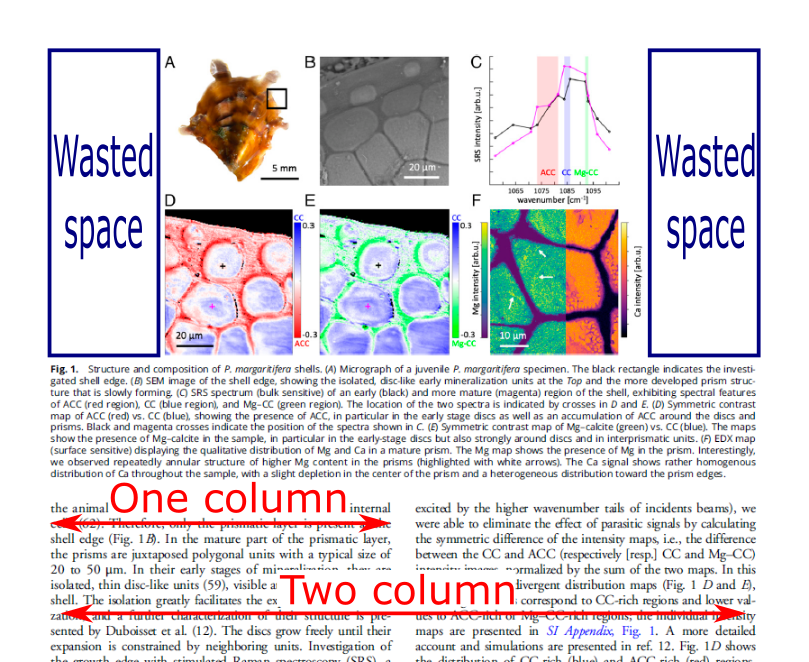 Wasted
space
A
5 mm
B
20 μm
C
SRS intensity [arb.u.]
ACC CC Mg-CC
1065 1075 1085 1095
wavenumber [cm⁻¹]
Wasted
space
D
20 μm
CC
0.3
-0.3
ACC
E
CC
0.3
-0.3
Mg-CC
F
Mg intensity [arb.u.]
10 μm
Ca intensity [arb.u.]
Fig. 1. Structure and composition of P. margaritifera shells. (A) Micrograph of a juvenile P. margaritifera specimen. The black rectangle indicates the investi-
gated shell edge. (B) SEM image of the shell edge, showing the isolated, disc-like early mineralization units at the Top and the more developed prism struc-
ture that is slowly forming. (C) SRS spectrum (bulk sensitive) of an early (black) and more mature (magenta) region of the shell, exhibiting spectral features
of ACC (red region), CC (blue region), and Mg–CC (green region). The location of the two spectra is indicated by crosses in D and E. (D) Symmetric contrast
map of ACC (red) vs. CC (blue), showing the presence of ACC, in particular in the early stage discs as well as an accumulation of ACC around the discs and
prisms. Black and magenta crosses indicate the position of the spectra shown in C. (E) Symmetric contrast map of Mg–calcite (green) vs. CC (blue). The maps
show the presence of Mg–calcite in the sample, in particular in the early-stage discs but also strongly around discs and in interprismatic units. (F) EDX map
(surface sensitive) displaying the qualitative distribution of Mg and Ca in a mature prism. The Mg map shows the presence of Mg in the prism. Interestingly,
we observed repeatedly annular structure of higher Mg content in the prisms (highlighted with white arrows). The Ca signal shows rather homogenous
distribution of Ca throughout the sample, with a slight depletion in the center of the prism and a heterogeneous distribution toward the prism edges.
the animal internal
One column
(62). Therefore, only the prismatic layer is present
shell edge (Fig. 1B). In the mature part of the prismatic layer,
the prisms are juxtaposed polygonal units with a typical size of
20 to 50 μm. In their early stages of mineralization, they are
isolated, thin disc-like units (59), visible a
shell. The isolation greatly facilitates the ex
and a further characterization of their structure is pre-
sented by Duboisset et al. (12). The discs grow freely until their
expansion is constrained by neighboring units. Investigation of
the growth edge with stimulated Raman spectroscopy (SRS), a
excited by the higher wavenumber tails of incidents beams), we
were able to eliminate the effect of parasitic signals by calculating
the symmetric difference of the intensity maps, i.e., the difference
between the CC and ACC (respectively [resp.] CC and Mg–CC)
intensity images, normalized by the sum of the two maps. In this
Two column
divergent distribution maps (Fig. 1 D and E),
correspond to CC-rich regions and lower val-
ues to ACC-rich or Mg–CC-rich regions; the individual intensity
maps are presented in SI Appendix, Fig. 1. A more detailed
account and simulations are presented in ref. 12. Fig. 1D shows
the distribution of CC-rich (blue) and ACC-rich (red) regions.